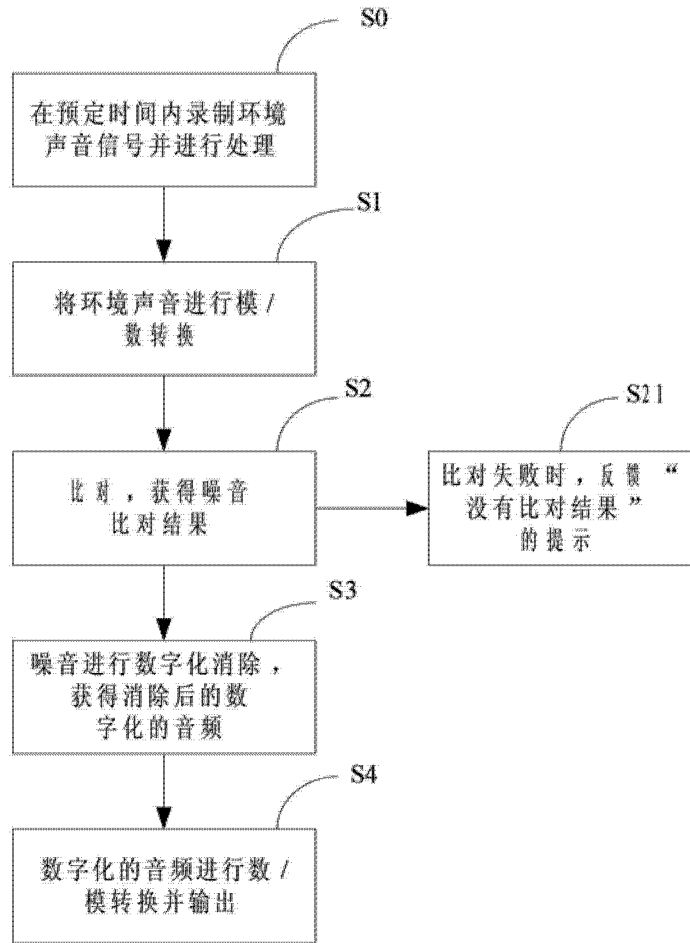 S0
在预定时间内录制环境
声音信号并进行处理
S1
将环境声音进行模/
数转换
S2
比对，获得噪音
比对结果
S21
比对失败时，反馈“
没有比对结果”
的提示
S3
噪音进行数字化消除，
获得消除后的数
字化的音频
S4
数字化的音频进行数/
模转换并输出